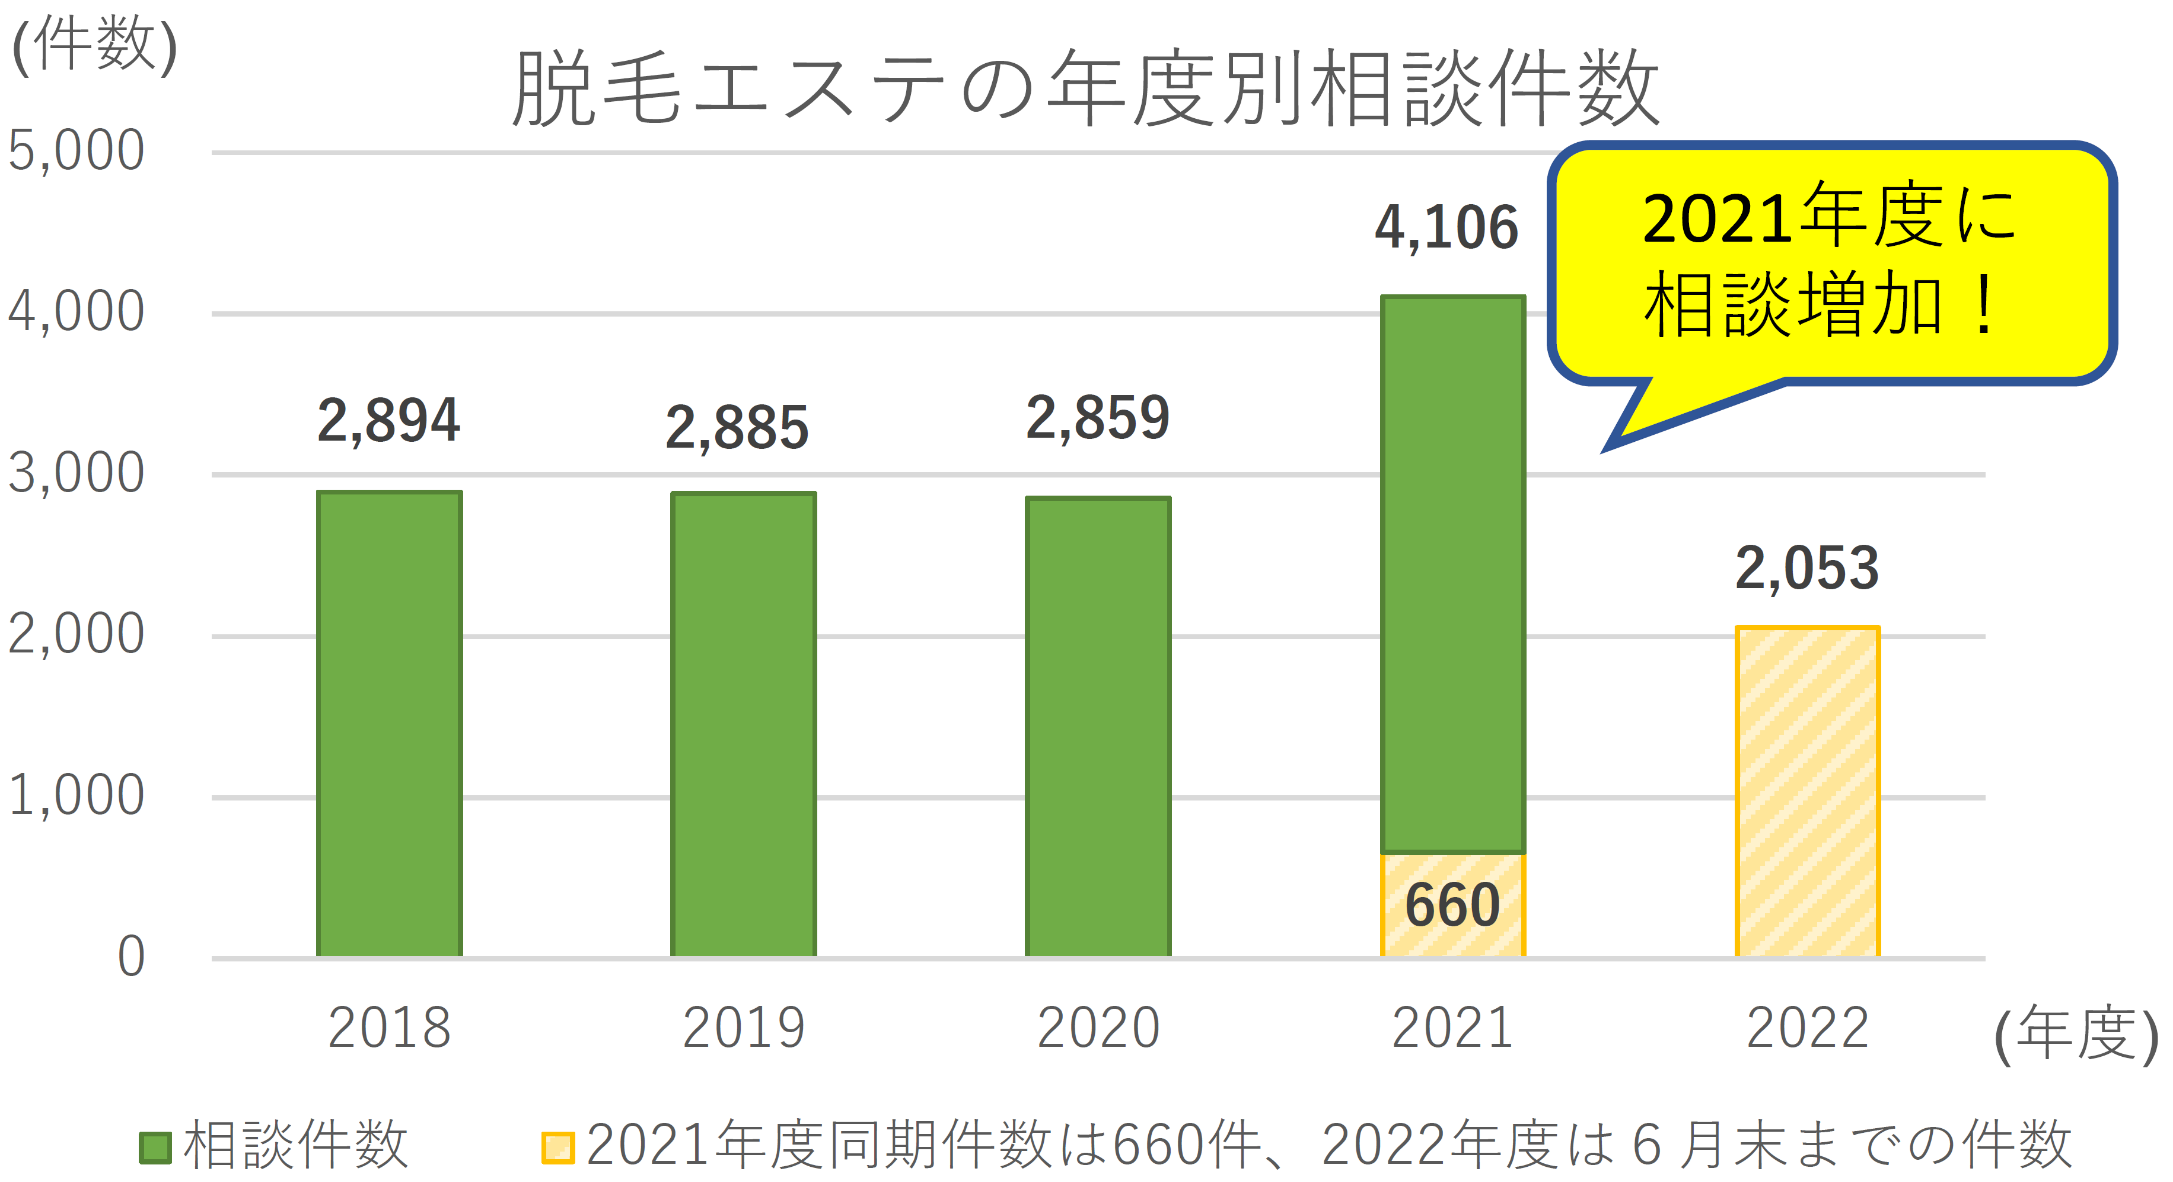 (件数)
脱毛エステの年度別相談件数
5,000
4,000
3,000
2,000
1,000
0
2,894
2,885
2,859
4,106
660
2,053
2021年度に
相談増加！
2018
2019
2020
2021
2022
(年度)
相談件数
2021年度同期件数は660件、2022年度は６月末までの件数